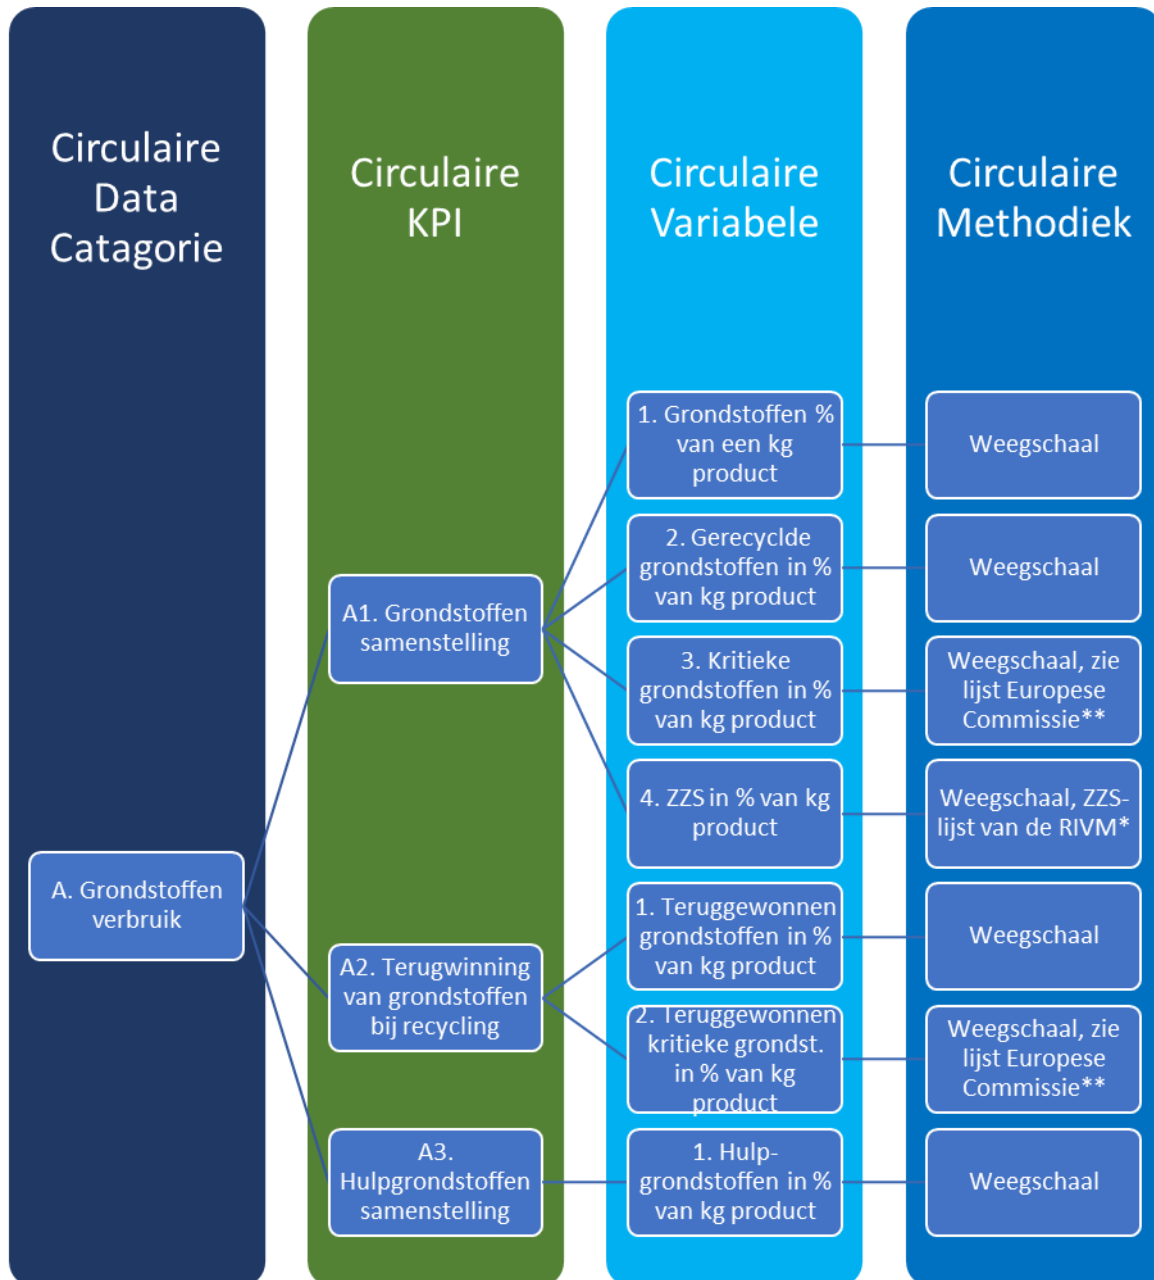 Circulaire
Data
Catagorie
Circulaire
KPI
Circulaire
Variabele
Circulaire
Methodiek
A. Grondstoffen
verbruik
A1. Grondstoffen
samenstelling
1. Grondstoffen %
van een kg
product
Weegschaal
2. Gerecyclde
grondstoffen in %
van kg product
Weegschaal
3. Kritieke
grondstoffen in %
van kg product
Weegschaal, zie
lijst Europese
Commissie**
4. ZZS in % van kg
product
Weegschaal, ZZS-
lijst van de RIVM*
A2. Terugwinning
van grondstoffen
bij recycling
1. Teruggewonnen
grondstoffen in %
van kg product
Weegschaal
2. Teruggewonnen
kritieke grondst.
in % van kg
product
Weegschaal, zie
lijst Europese
Commissie**
A3.
Hulpgrondstoffen
samenstelling
1. Hulp-
grondstoffen in %
van kg product
Weegschaal